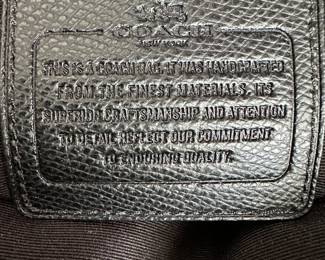 COACH
NEW YORK
THIS IS A COACH BAG. IT WAS HANDCRAFTED
FROM THE FINEST MATERIALS. ITS
SUPERIOR CRAFTSMANSHIP AND ATTENTION
TO DETAIL REFLECT OUR COMMITMENT
TO ENDURING QUALITY.